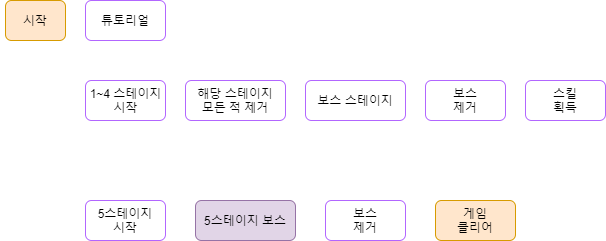 시작
튜토리얼
1~4 스테이지
시작
해당 스테이지
모든 적 제거
보스 스테이지
보스
제거
스킬
획득
5스테이지
시작
5스테이지 보스
보스
제거
게임
클리어